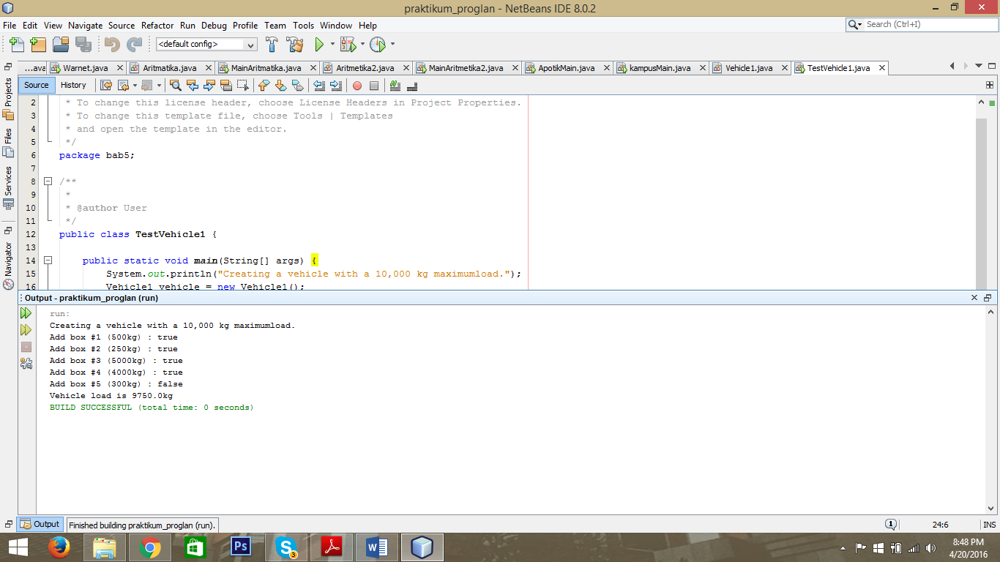 praktikum_proglan - NetBeans IDE 8.0.2
File Edit View Navigate Source Refactor Run Debug Profile Team Tools Window Help
Search (Ctrl+I)
<default config>
...ava Warnet.java Aritmatika.java MainAritmatika.java Aritmetika2.java MainAritmetika2.java ApotikMain.java kampusMain.java Vehicle1.java TestVehicle1.java
Source History
Projects
Files
Services
Navigator
2 * To change this license header, choose License Headers in Project Properties.
3 * To change this template file, choose Tools | Templates
4 * and open the template in the editor.
5 */
6 package bab5;
7
8 /**
9 *
10 * @author User
11 */
12 public class TestVehicle1 {
13
14 public static void main(String[] args) {
15 System.out.println("Creating a vehicle with a 10,000 kg maximumload.");
16 Vehicle1 vehicle = new Vehicle1();
Output - praktikum_proglan (run)
run:
Creating a vehicle with a 10,000 kg maximumload.
Add box #1 (500kg) : true
Add box #2 (250kg) : true
Add box #3 (5000kg) : true
Add box #4 (4000kg) : true
Add box #5 (300kg) : false
Vehicle load is 9750.0kg
BUILD SUCCESSFUL (total time: 0 seconds)
Output
Finished building praktikum_proglan (run).
1
24:6 INS
Ps
S 3
W
8:48 PM
4/20/2016